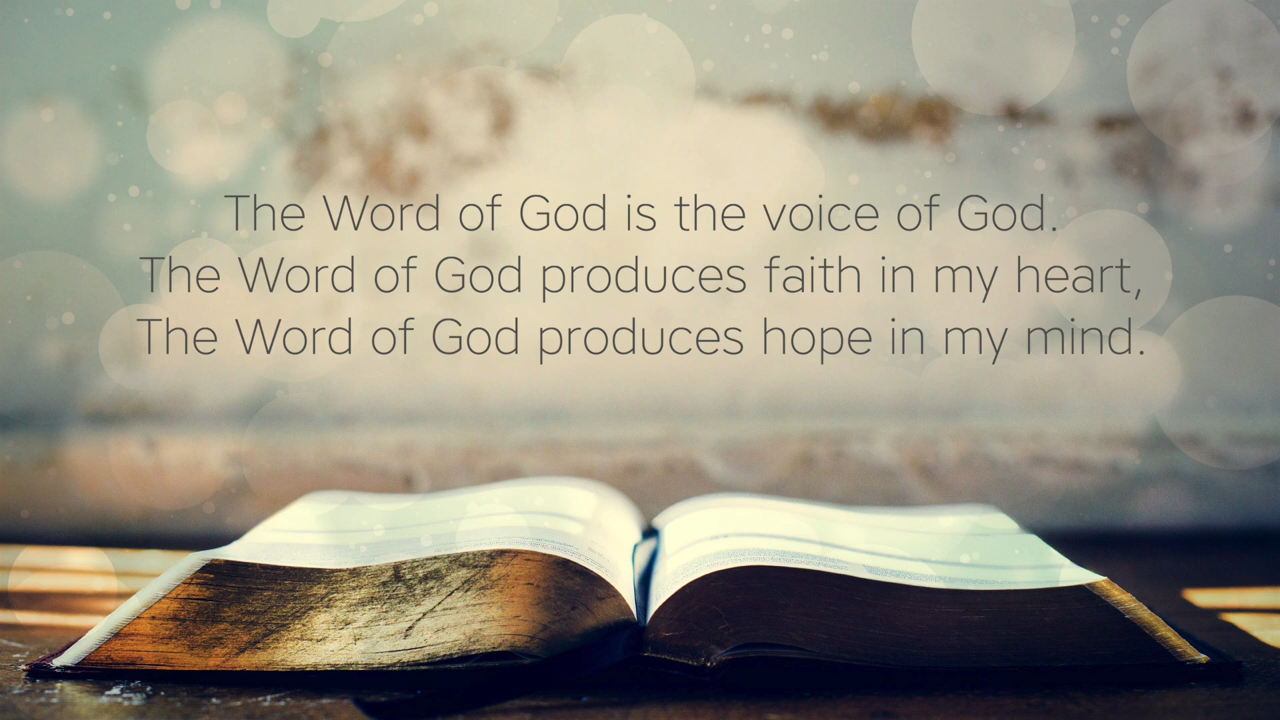 The Word of God is the voice of God.
The Word of God produces faith in my heart,
The Word of God produces hope in my mind.